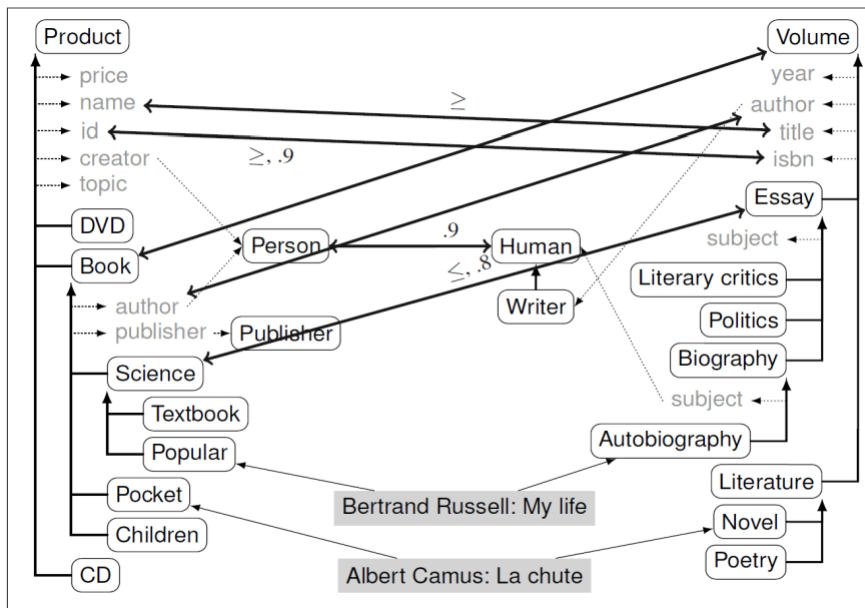 Product
Volume
price
year
name
≥
author
id
title
creator
≥, .9
isbn
topic
Essay
DVD
Person
.9
Human
subject
Book
≤, .8
Literary critics
author
Writer
publisher
Publisher
Politics
Science
Biography
Textbook
subject
Popular
Autobiography
Pocket
Bertrand Russell: My life
Literature
Children
Novel
CD
Albert Camus: La chute
Poetry